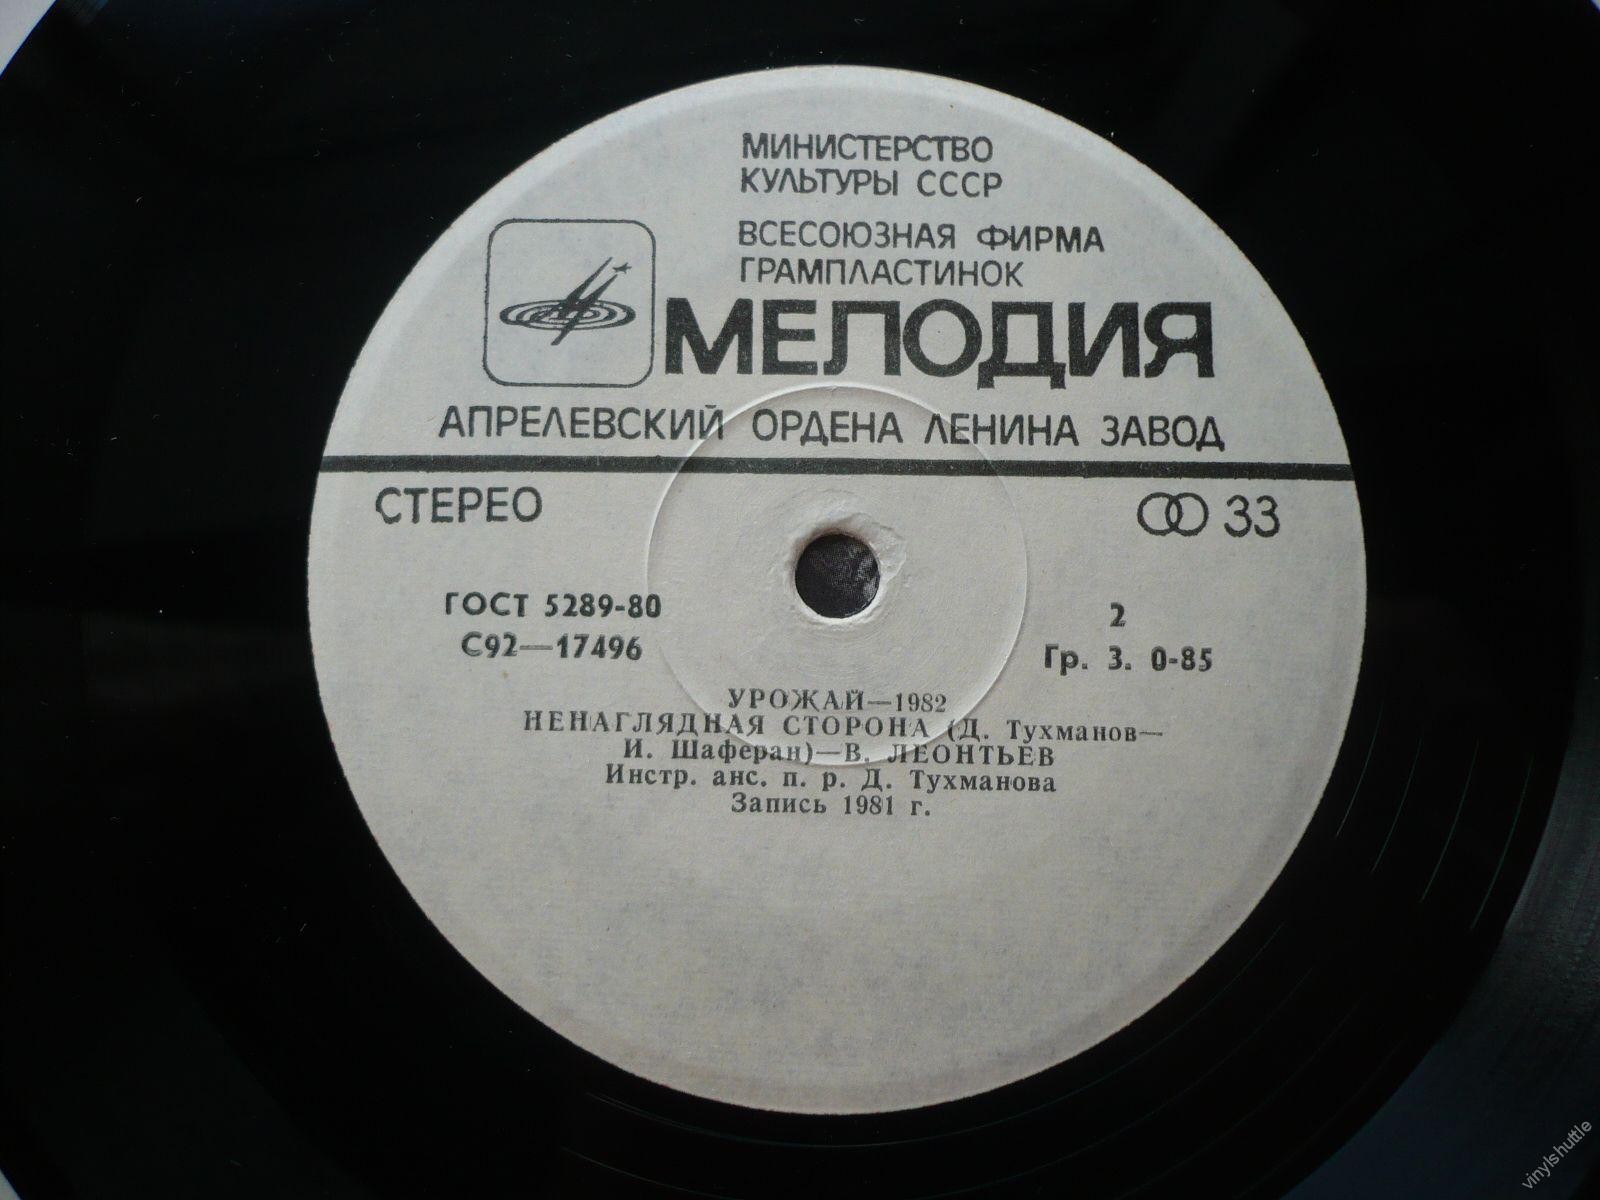 МИНИСТЕРСТВО
КУЛЬТУРЫ СССР
ВСЕСОЮЗНАЯ ФИРМА
ГРАМПЛАСТИНОК
МЕЛОДИЯ
АПРЕЛЕВСКИЙ ОРДЕНА ЛЕНИНА ЗАВОД
СТЕРЕО
33
ГОСТ 5289-80
С92—17496
2
Гр. 3. 0-85
УРОЖАЙ—1982
НЕНАГЛЯДНАЯ СТОРОНА (Д. Тухманов—
И. Шаферан)—В. ЛЕОНТЬЕВ
Инстр. анс. п. р. Д. Тухманова
Запись 1981 г.
vinylshuttle